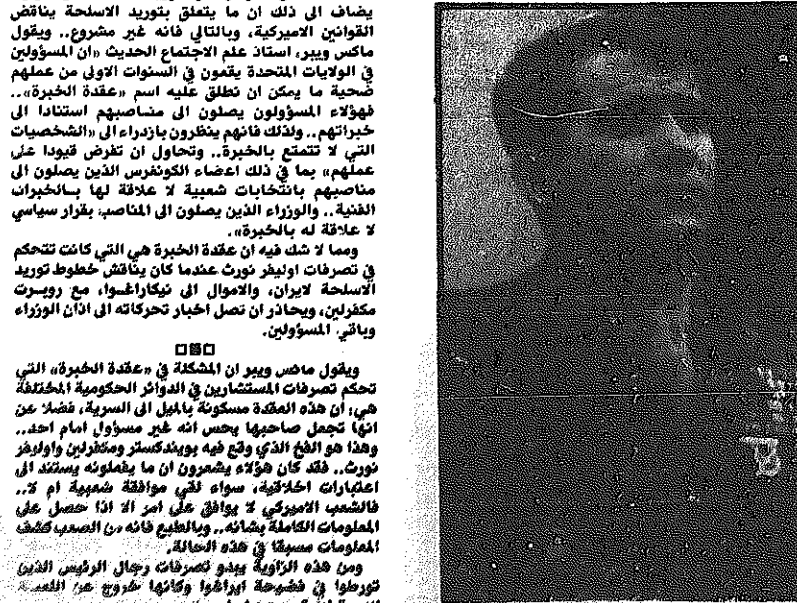 يضاف الى ذلك ان ما يتعلق بتوريد الاسلحة يناقض
القوانين الاميركية، وبالتالي فانه غير مشروع.. ويقول
ماكس ويبر، استاذ علم الاجتماع الحديث «ان المسؤولين
في الولايات المتحدة يقعون في السنوات الاولى من عملهم
ضحية ما يمكن ان نطلق عليه اسم «عقدة الخبرة»..
فهؤلاء المسؤولون يصلون الى مناصبهم استنادا الى
خبراتهم.. ولذلك فانهم ينظرون بازدراء الى «الشخصيات
التي لا تتمتع بالخبرة.. وتحاول ان تفرض قيودا على
عملهم» بما في ذلك اعضاء الكونغرس الذين يصلون الى
مناصبهم بانتخابات شعبية لا علاقة لها بالخبرات
الفنية.. والوزراء الذين يصلون الى المناصب بقرار سياسي
لا علاقة له بالخبرة».
ومما لا شك فيه ان عقدة الخبرة هي التي كانت تتحكم
في تصرفات اوليفر نورث عندما كان يناقش خطوط توريد
الاسلحة لايران، والاموال الى نيكاراغوا، مع روبرت
مكفرلين، ويحاذر ان تصل اخبار تحركاته الى اذان الوزراء
وباقي المسؤولين.
ويقول ماكس ويبر ان المشكلة في «عقدة الخبرة» التي
تحكم تصرفات المستشارين في الدوائر الحكومية المختلفة
هي، ان هذه العقدة مسكونة بالميل الى السرية، فضلا عن
انها تجعل صاحبها يحس انه غير مسؤول امام احد..
وهذا هو الفخ الذي وقع فيه بويندكستر ومكفرلين واوليفر
نورث.. فقد كان هؤلاء يشعرون ان ما يفعلونه يستند الى
اعتبارات اخلاقية، سواء لقي موافقة شعبية ام لا..
فالشعب الاميركي لا يوافق على امر الا اذا حصل على
المعلومات الكاملة بشانه.. وبالطبع فانه من الصعب كشف
المعلومات مسبقا في هذه الحالة.
ومن هذه الزاوية يبدو تصرفات رجال الرئيس الذين
تورطوا في فضيحة ايراغوا وكانها خروج عن